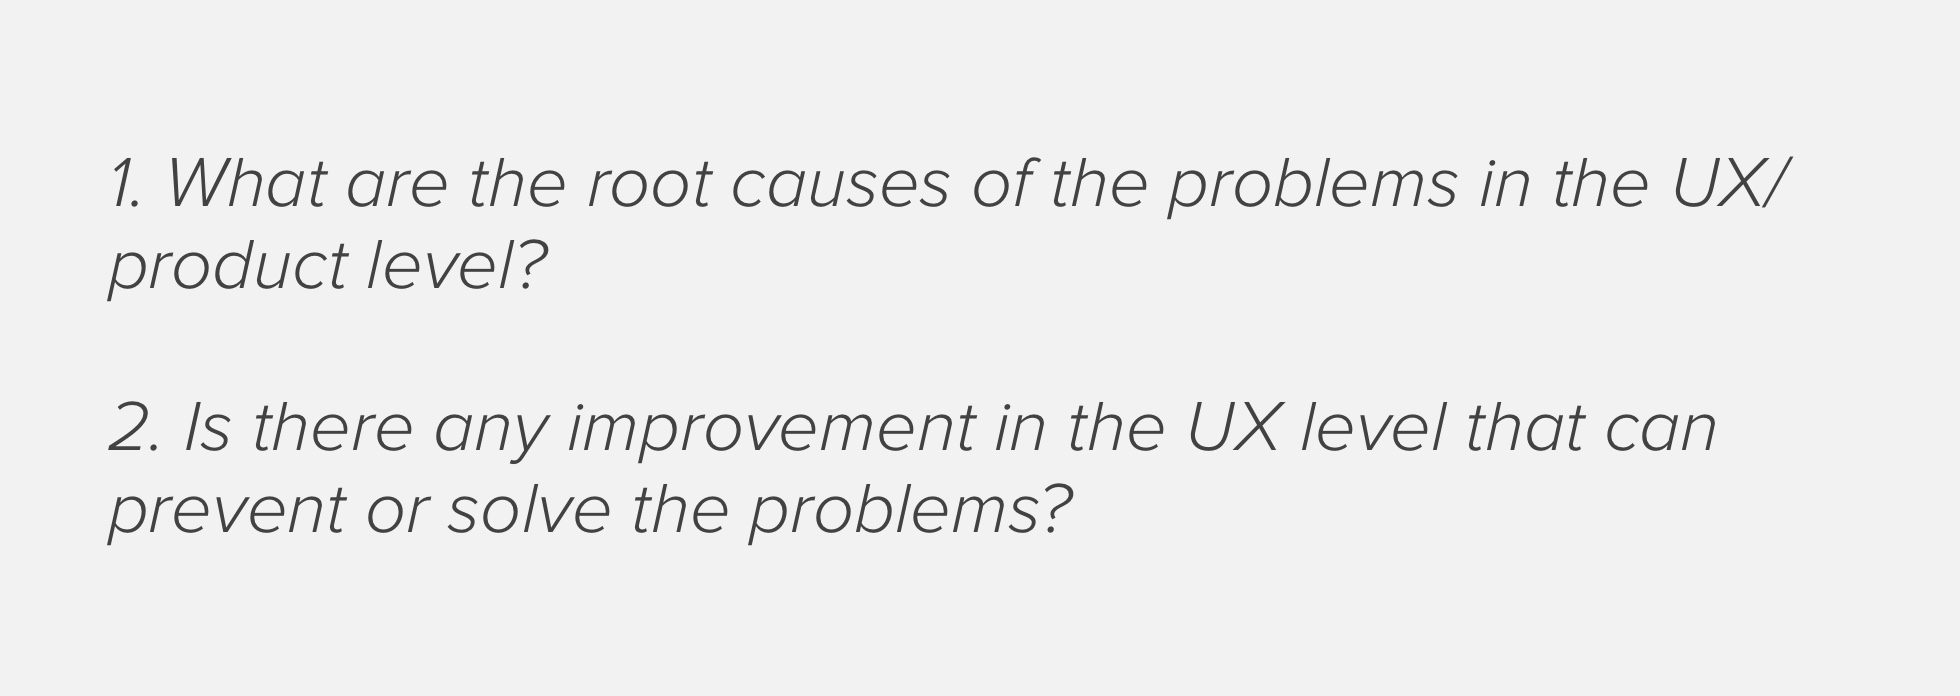 1. What are the root causes of the problems in the UX/
product level?
2. Is there any improvement in the UX level that can
prevent or solve the problems?